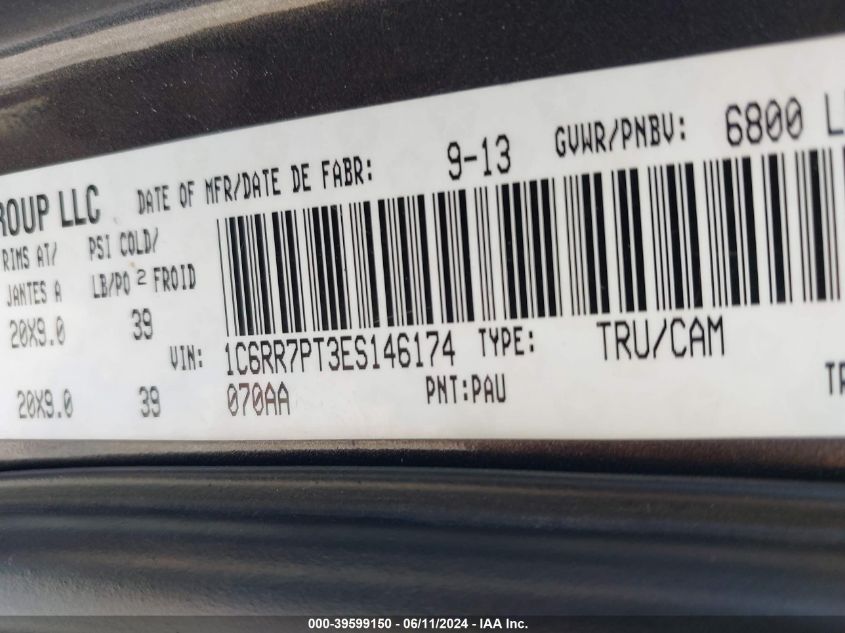 GROUP LLC DATE OF MFR/DATE DE FABR: 9-13 GVWR/PNBV: 6800
RIMS AT/ PSI COLD/
JANTES A LB/PO 2 FROID
20X9.0 39
VIN: 1C6RR7PT3ES146174 TYPE: TRU/CAM
20X9.0 39 070AA PNT:PAU
000-39599150 - 06/11/2024 - IAA Inc.